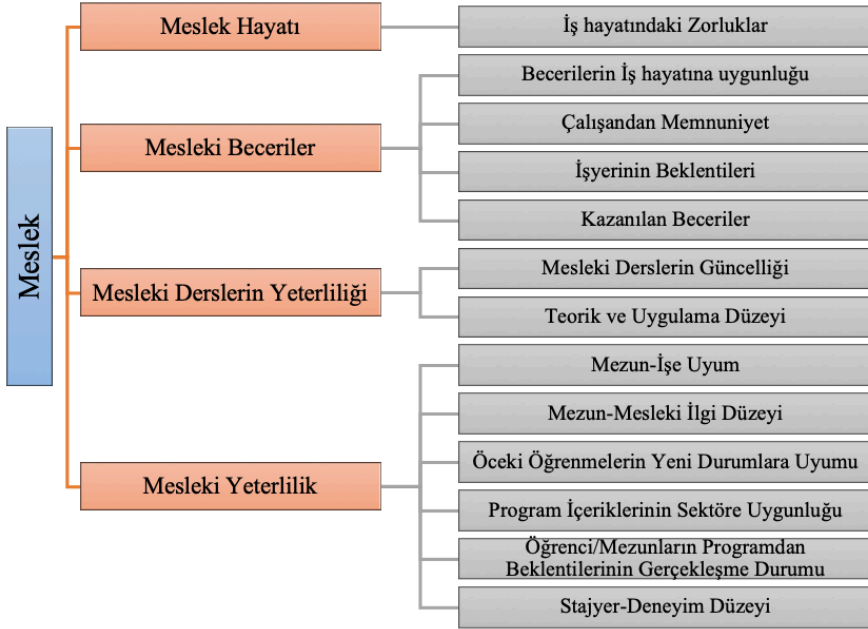 Meslek
Meslek Hayatı
İş hayatındaki Zorluklar
Mesleki Beceriler
Becerilerin İş hayatına uygunluğu
Çalışandan Memnuniyet
İşyerinin Beklentileri
Kazanılan Beceriler
Mesleki Derslerin Yeterliliği
Mesleki Derslerin Güncelliği
Teorik ve Uygulama Düzeyi
Mesleki Yeterlilik
Mezun-İşe Uyum
Mezun-Mesleki İlgi Düzeyi
Öceki Öğrenmelerin Yeni Durumlara Uyumu
Program İçeriklerinin Sektöre Uygunluğu
Öğrenci/Mezunların Programdan
Beklentilerinin Gerçekleşme Durumu
Stajyer-Deneyim Düzeyi